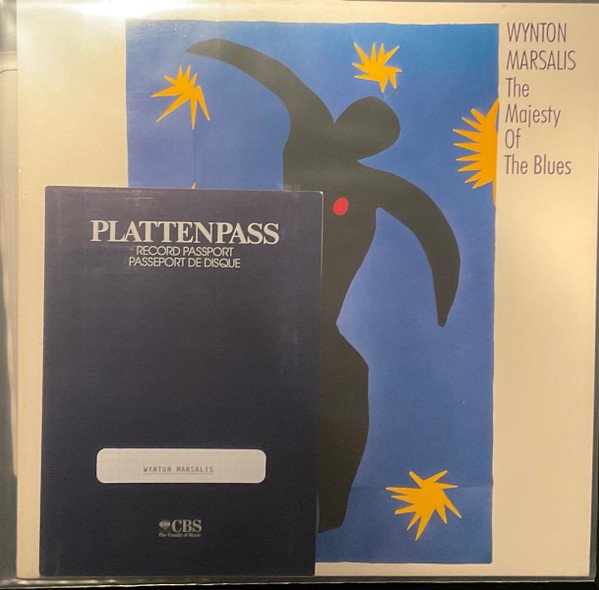 WYNTON
MARSALIS
The
Majesty
Of
The Blues
PLATTENPASS
RECORD PASSPORT
PASSEPORT DE DISQUE
WYNTON MARSALIS
CBS
The Family of Music